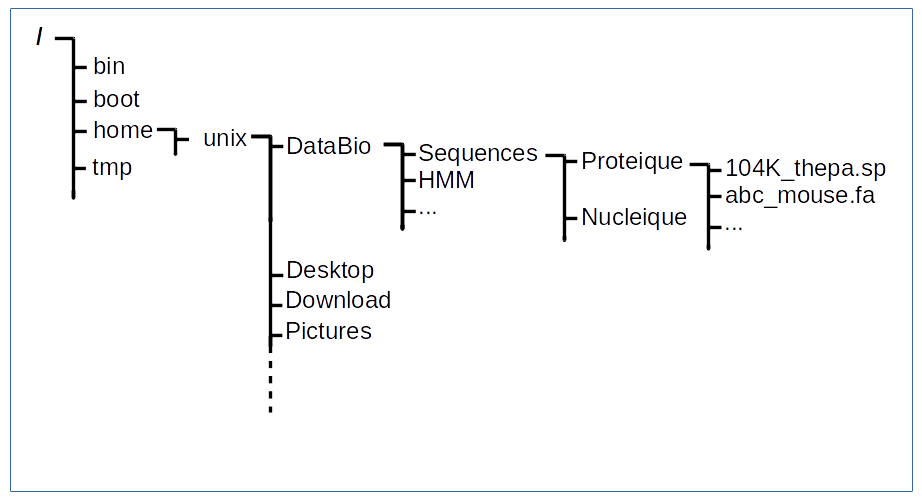 /
bin
boot
home
tmp
unix
DataBio
Desktop
Download
Pictures
Sequences
HMM
...
Proteique
Nucleique
104K_thepa.sp
abc_mouse.fa
...